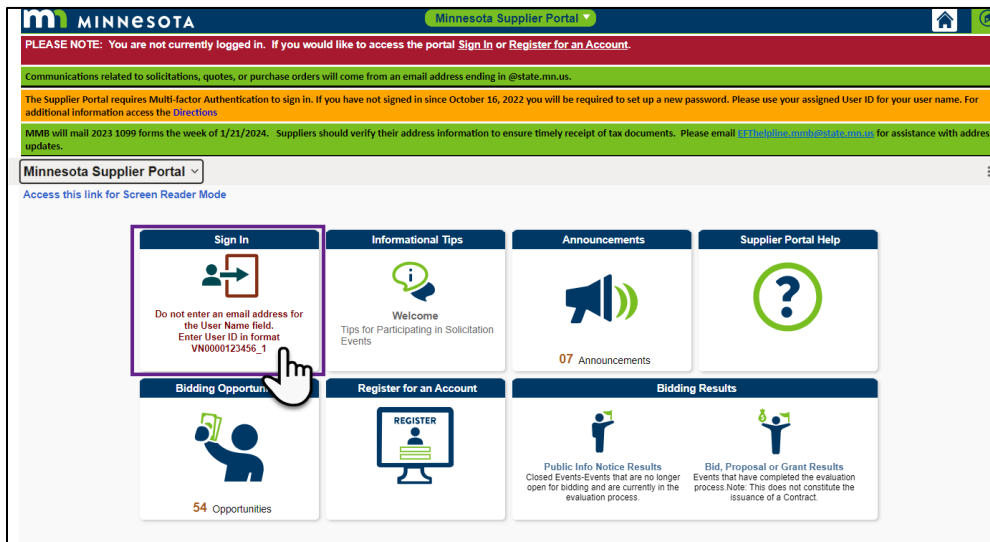 mn MINNESOTA
Minnesota Supplier Portal
PLEASE NOTE: You are not currently logged in. If you would like to access the portal Sign In or Register for an Account.
Communications related to solicitations, quotes, or purchase orders will come from an email address ending in @state.mn.us.
The Supplier Portal requires Multi-factor Authentication to sign in. If you have not signed in since October 16, 2022 you will be required to set up a new password. Please use your assigned User ID for your user name. For
additional information access the Directions
MMB will mail 2023 1099 forms the week of 1/21/2024. Suppliers should verify their address information to ensure timely receipt of tax documents. Please email EFThelpline.mmb@state.mn.us for assistance with addres
updates.
Minnesota Supplier Portal
Access this link for Screen Reader Mode
Sign In
Do not enter an email address for
the User Name field.
Enter User ID in format
VN0000123456_1
Informational Tips
Welcome
Tips for Participating in Solicitation
Events
Announcements
07 Announcements
Supplier Portal Help
?
Bidding Opportun
54 Opportunities
Register for an Account
REGISTER
Bidding Results
Public Info Notice Results
Closed Events-Events that are no longer
open for bidding and are currently in the
evaluation process.
Bid, Proposal or Grant Results
Events that have completed the evaluation
process.Note: This does not constitute the
issuance of a Contract.